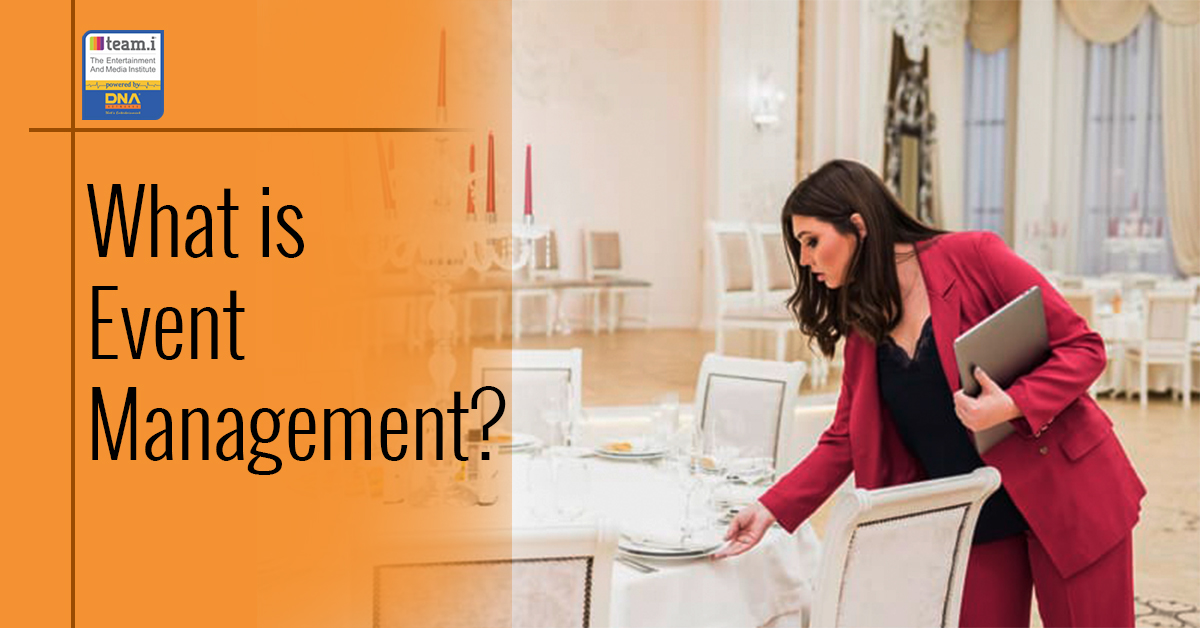 team.i
The Entertainment
And Media Institute
powered by
DNA
What is
Event
Management?